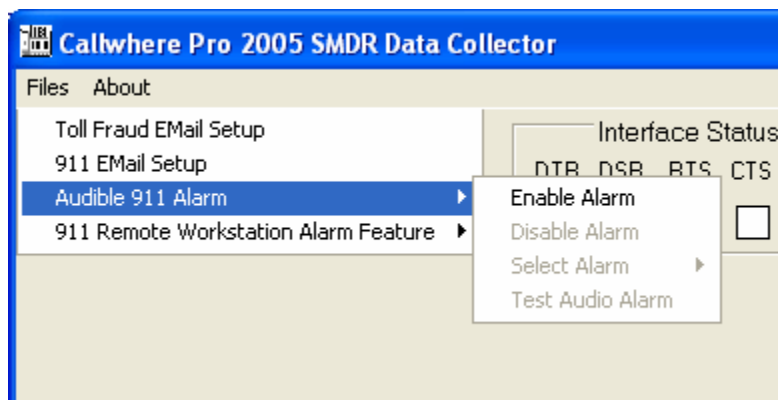 Callwhere Pro 2005 SMDR Data Collector
Files About
Toll Fraud EMail Setup
911 EMail Setup
Audible 911 Alarm
911 Remote Workstation Alarm Feature
Enable Alarm
Disable Alarm
Select Alarm
Test Audio Alarm
Interface Status
DTR DSR RTS CTS